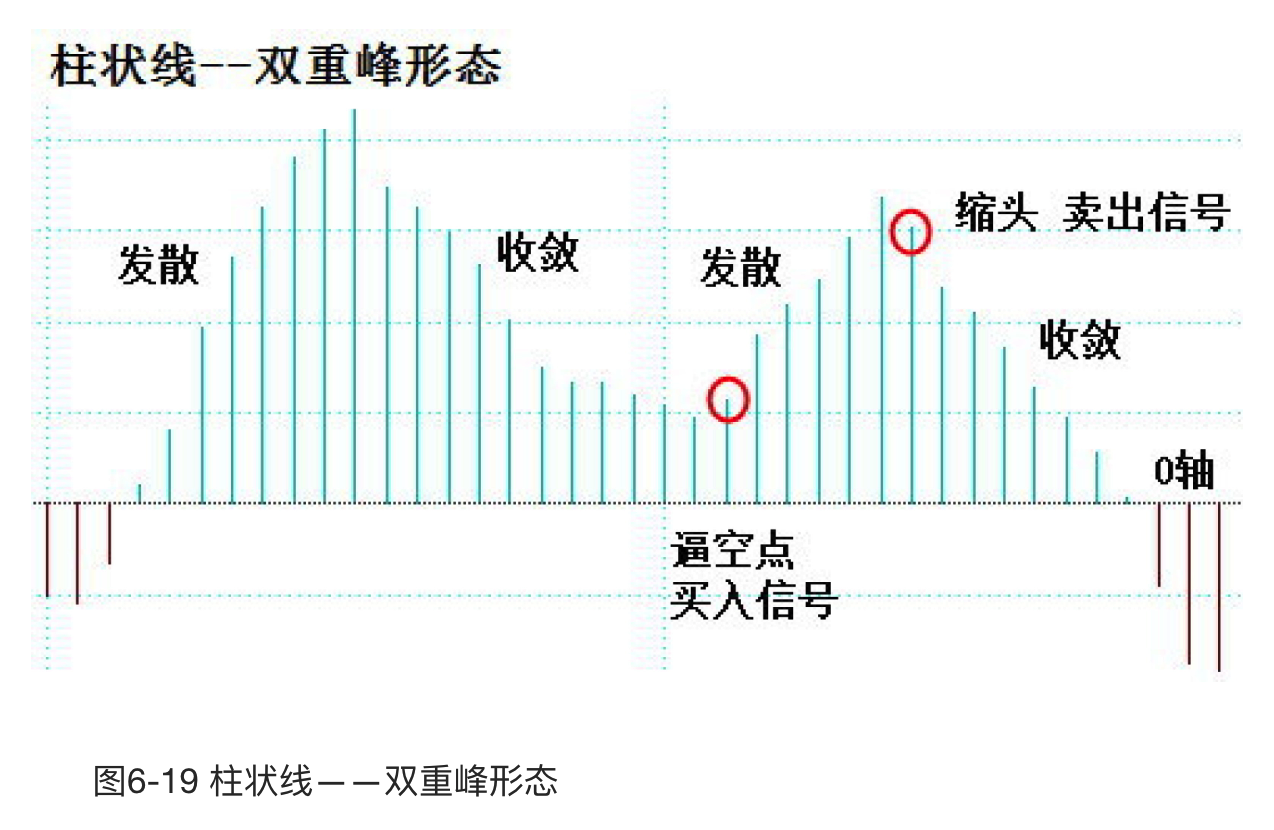 柱状线--双重峰形态
缩头 卖出信号
发散
收敛
发散
收敛
0轴
逼空点
买入信号
图6-19 柱状线——双重峰形态